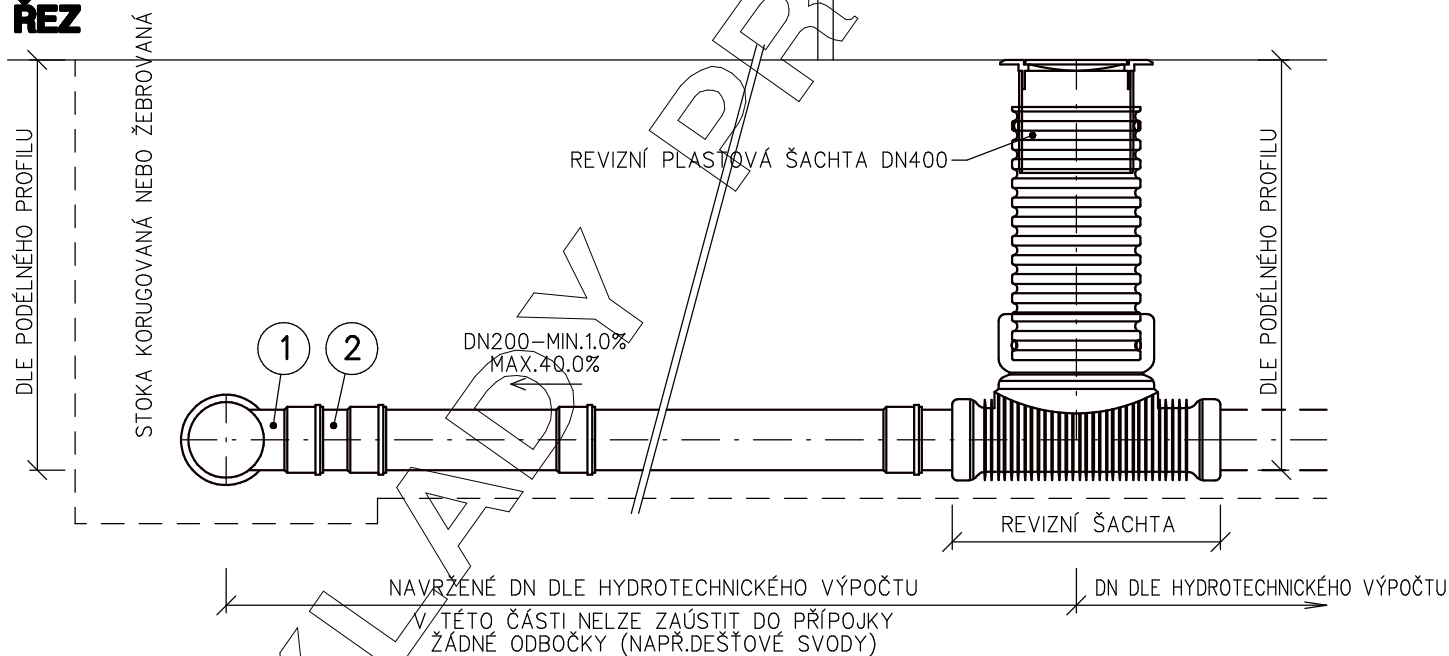 ŘEZ
DLE PODÉLNÉHO PROFILU
STOKA KORUGOVANÁ NEBO ŽEBROVANÁ
REVIZNÍ PLASTOVÁ ŠACHTA DN400
DLE PODÉLNÉHO PROFILU
1
2
DN200-MIN.1.0%
MAX.40.0%
REVIZNÍ ŠACHTA
NAVRŽENÉ DN DLE HYDROTECHNICKÉHO VÝPOČTU
DN DLE HYDROTECHNICKÉHO VÝPOČTU
V TÉTO ČÁSTI NELZE ZAÚSTIT DO PŘÍPOJKY
ŽÁDNÉ ODBOČKY (NAPŘ.DEŠŤOVÉ SVODY)
LADY PR